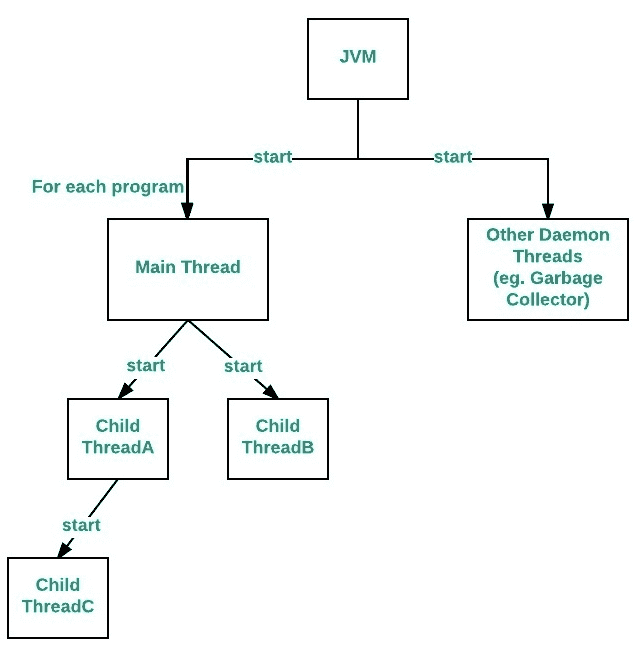 JVM
start
start
For each program
Main Thread
Other Daemon
Threads
(eg. Garbage
Collector)
start
start
Child
ThreadA
Child
ThreadB
start
Child
ThreadC